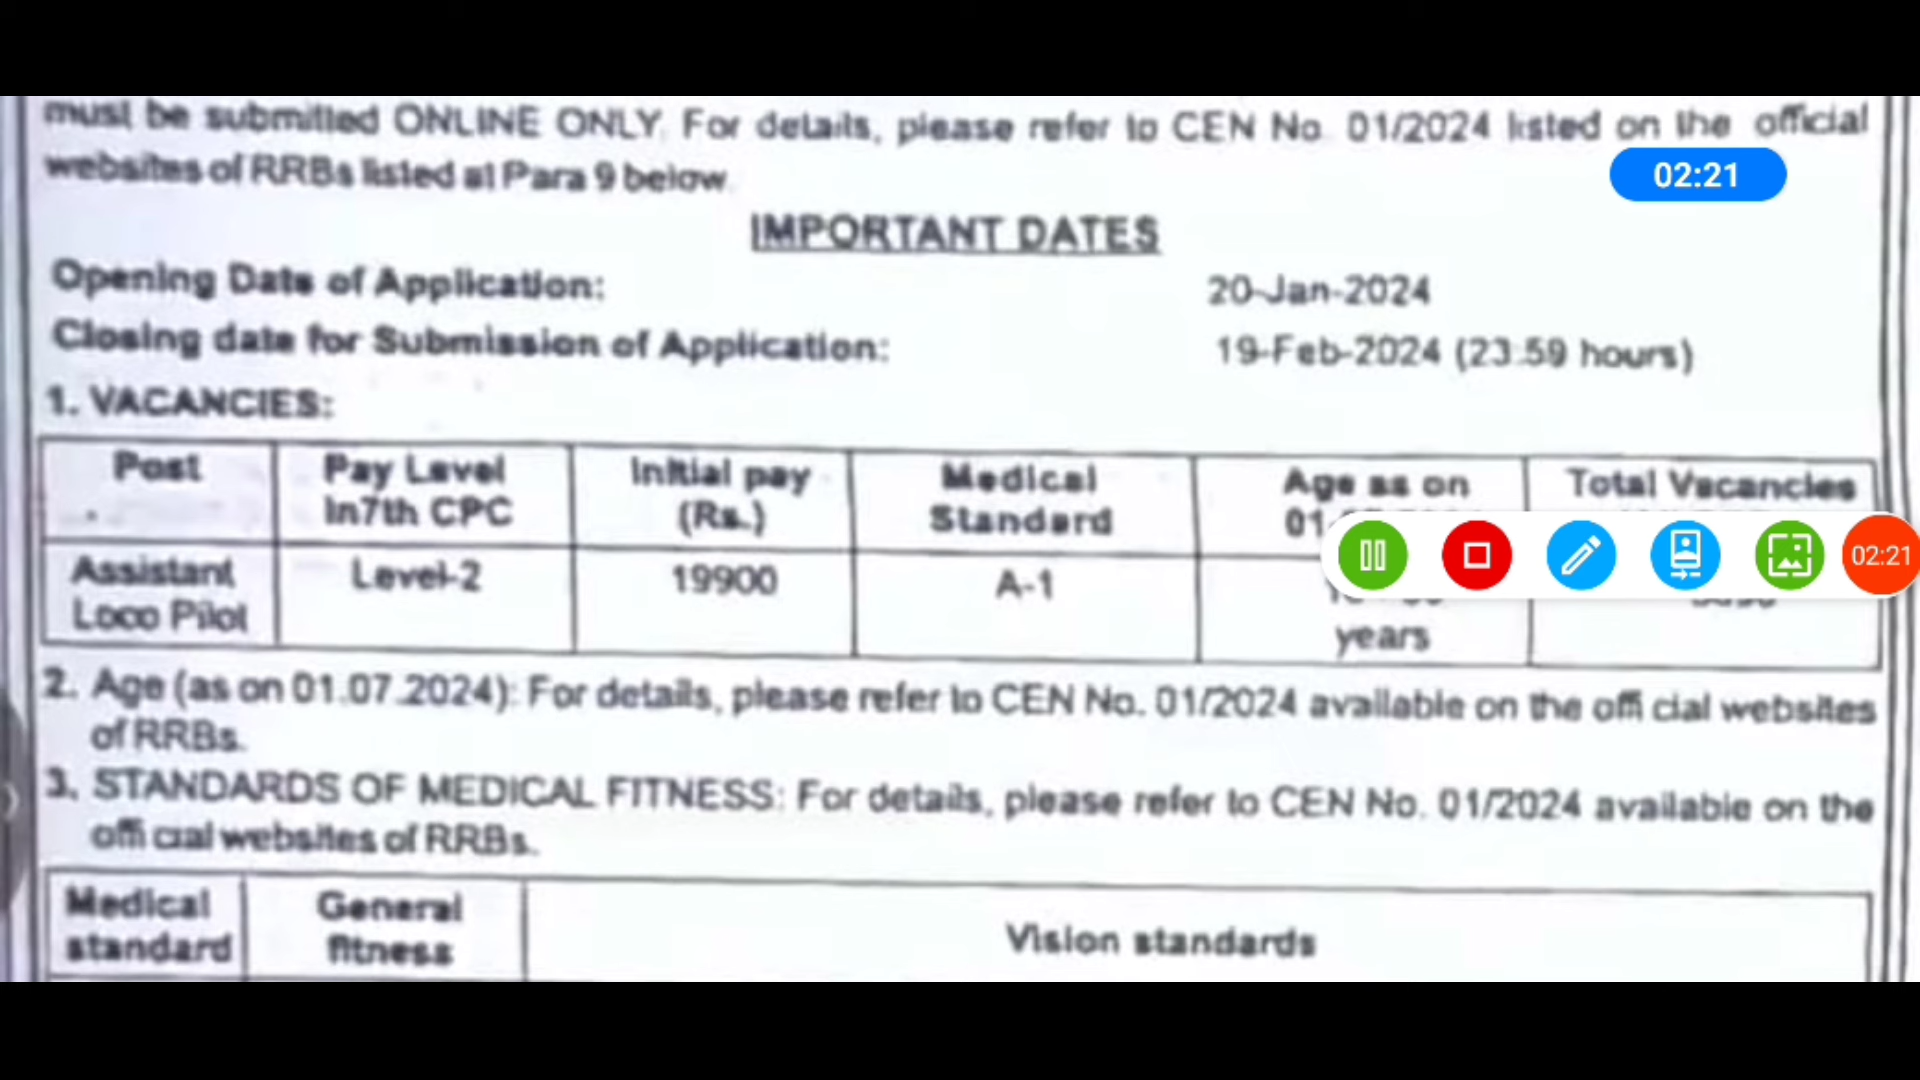 must be submitted ONLINE ONLY. For details, please refer to CEN No. 01/2024 listed on the official
websites of RRBs listed at Para 9 below.
02:21
IMPORTANT DATES
Opening Date of Application: 20-Jan-2024
Closing date for Submission of Application: 19-Feb-2024 (23:59 hours)
1. VACANCIES:
Post Pay Level Initial pay Medical Age as on Total Vacancies
In7th CPC (Rs.) Standard 01
02:21
Assistant Level-2 19900 A-1
Loco Pilot years
2. Age (as on 01.07.2024): For details, please refer to CEN No. 01/2024 available on the offi cial websites
of RRBs.
3. STANDARDS OF MEDICAL FITNESS: For details, please refer to CEN No. 01/2024 available on the
offi cial websites of RRBs.
Medical General Vision standards
standard fitness